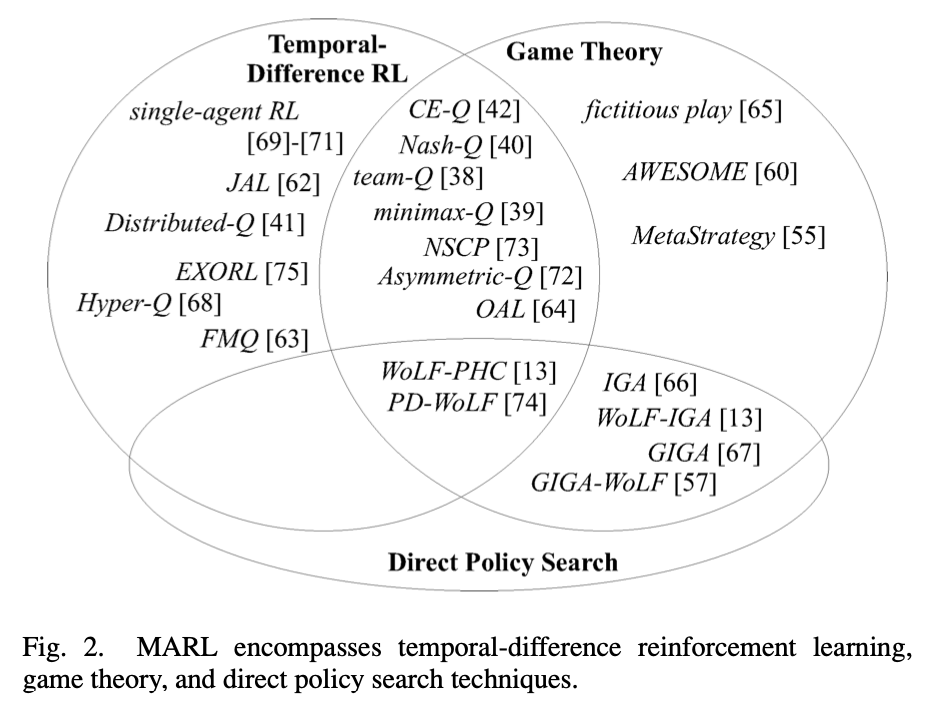 Temporal-
Difference RL
Game Theory
single-agent RL
[69]-[71]
JAL [62]
Distributed-Q [41]
EXORL [75]
Hyper-Q [68]
FMQ [63]
CE-Q [42]
Nash-Q [40]
team-Q [38]
minimax-Q [39]
NSCP [73]
Asymmetric-Q [72]
OAL [64]
fictitious play [65]
AWESOME [60]
MetaStrategy [55]
WoLF-PHC [13]
PD-WoLF [74]
IGA [66]
WoLF-IGA [13]
GIGA [67]
GIGA-WoLF [57]
Direct Policy Search
Fig. 2. MARL encompasses temporal-difference reinforcement learning,
game theory, and direct policy search techniques.